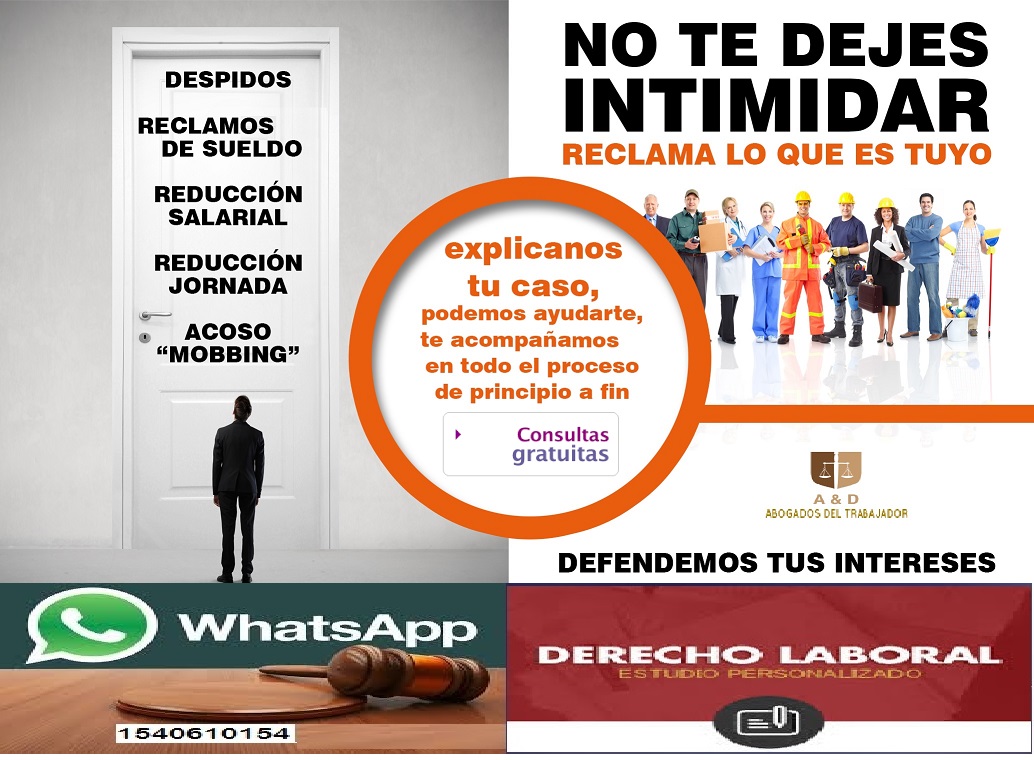 DESPIDOS
RECLAMOS
DE SUELDO
REDUCCIÓN
SALARIAL
REDUCCIÓN
JORNADA
ACOSO
“MOBBING”
NO TE DEJES
INTIMIDAR
RECLAMA LO QUE ES TUYO
explicanos
tu caso,
podemos ayudarte,
te acompañamos
en todo el proceso
de principio a fin
Consultas
gratuitas
A & D
ABOGADOS DEL TRABAJADOR
DEFENDEMOS TUS INTERESES
WhatsApp
1540610154
DERECHO LABORAL
ESTUDIO PERSONALIZADO